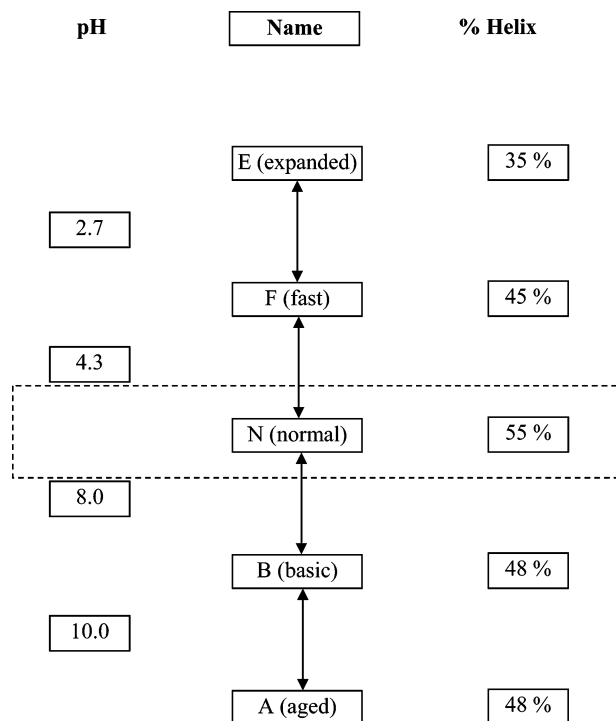 pH Name % Helix
E (expanded) 35 %
2.7
F (fast) 45 %
4.3
N (normal) 55 %
8.0
B (basic) 48 %
10.0
A (aged) 48 %